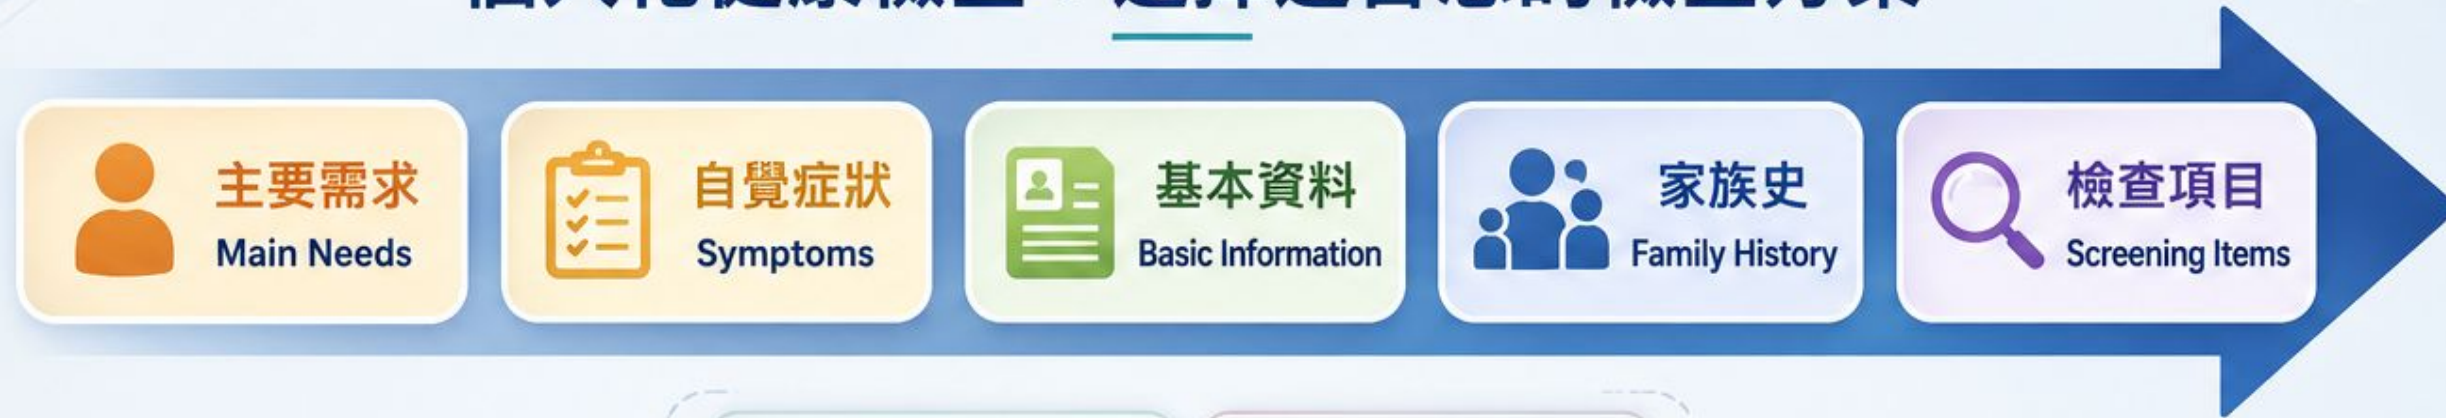 主要需求
Main Needs
自覺症狀
Symptoms
基本資料
Basic Information
家族史
Family History
檢查項目
Screening Items